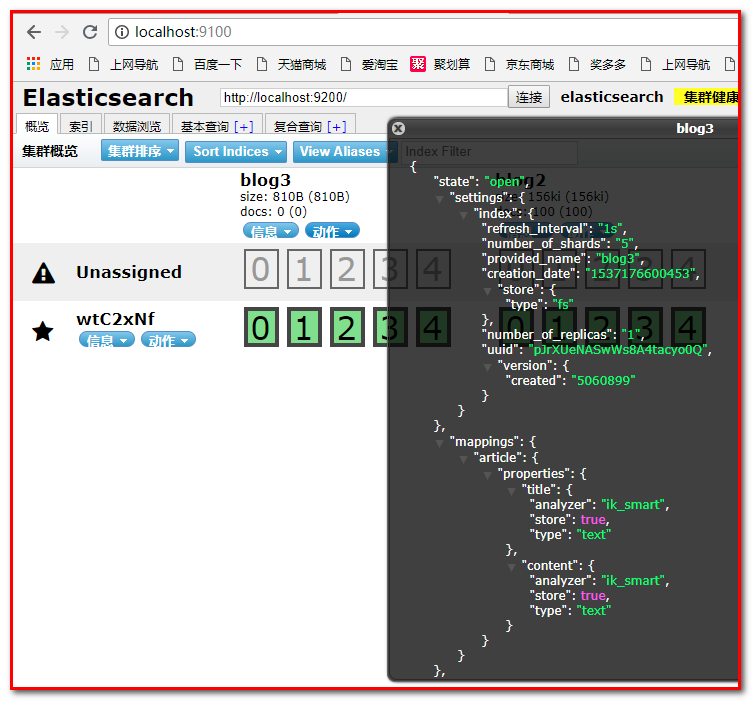 localhost:9100
应用 上网导航 百度一下 天猫商城 爱淘宝 聚 聚划算 京东商城 奖多多 上网导航
Elasticsearch http://localhost:9200/ 连接 elasticsearch 集群健康
概览 索引 数据浏览 基本查询 [+] 复合查询 [+]
集群概览 集群排序 Sort Indices View Aliases Index Filter
blog3
size: 810B (810B)
docs: 0 (0)
信息 动作
blog2
size: 156ki (156ki)
docs: 100 (100)
Unassigned 0 1 2 3 4
wtC2xNf 0 1 2 3 4 0 1 2 3 4
信息 动作
blog3
{
"state": "open",
"settings": {
"index": {
"refresh_interval": "1s",
"number_of_shards": "5",
"provided_name": "blog3",
"creation_date": "1537176600453",
"store": {
"type": "fs"
},
"number_of_replicas": "1",
"uuid": "pJrXUeNASwWs8A4tacyo0Q",
"version": {
"created": "5060899"
}
}
},
"mappings": {
"article": {
"properties": {
"title": {
"analyzer": "ik_smart",
"store": true,
"type": "text"
},
"content": {
"analyzer": "ik_smart",
"store": true,
"type": "text"
}
}
}
},